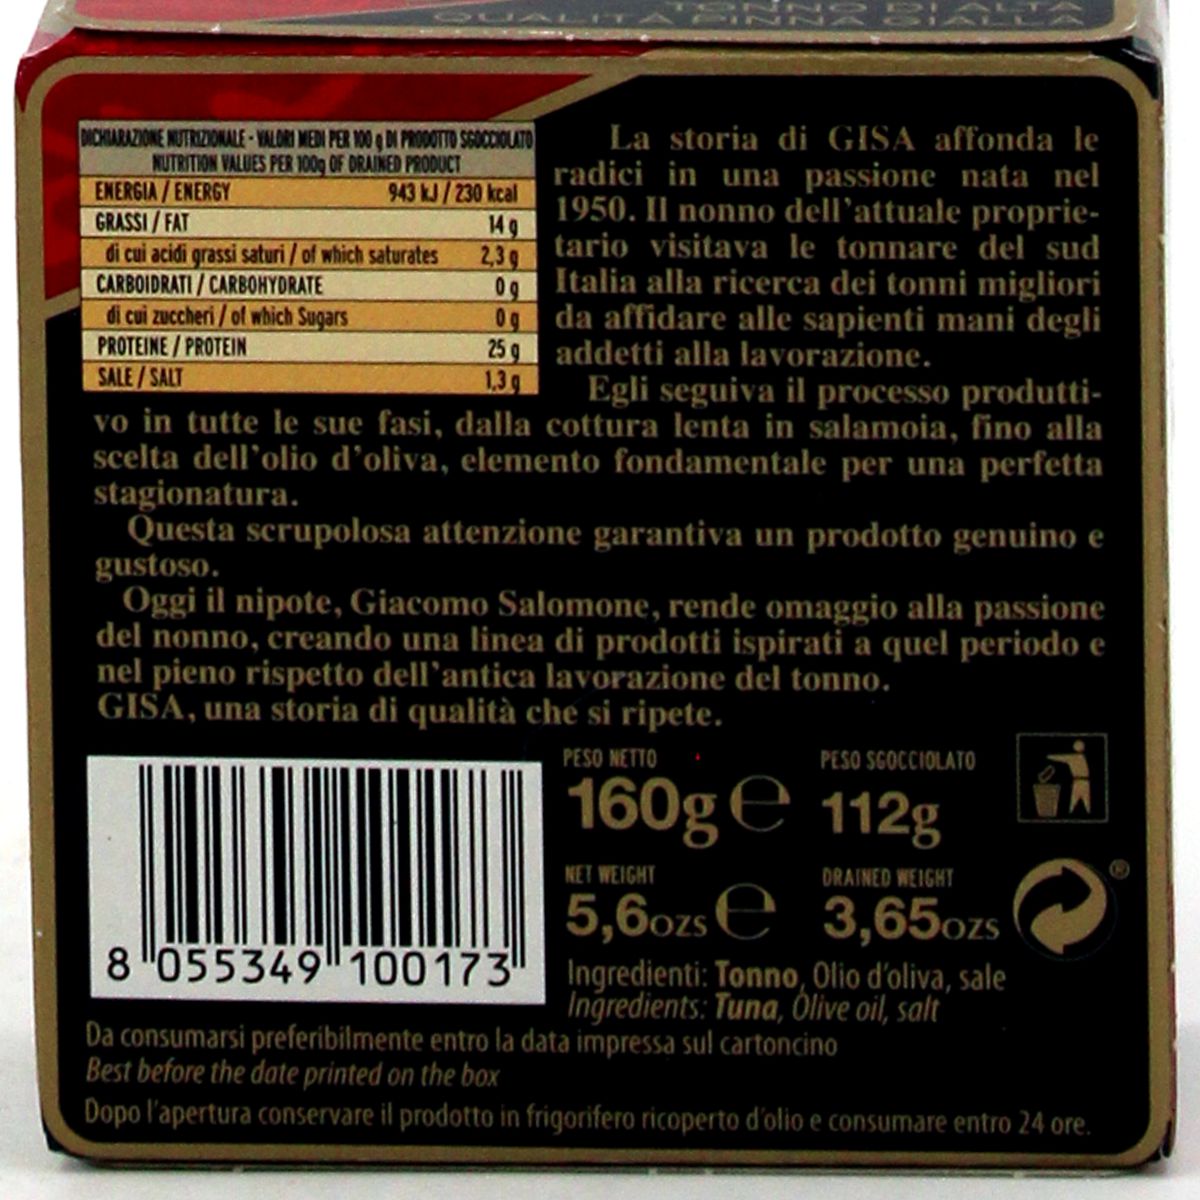 TONNO DI ALTA
QUALITÀ PINNA GIALLA
DICHIARAZIONE NUTRIZIONALE - VALORI MEDI PER 100 g DI PRODOTTO SGOCCIOLATO
NUTRITION VALUES PER 100g OF DRAINED PRODUCT
ENERGIA / ENERGY 943 kJ / 230 kcal
GRASSI / FAT 14 g
di cui acidi grassi saturi / of which saturates 2,3 g
CARBOIDRATI / CARBOHYDRATE 0 g
di cui zuccheri / of which Sugars 0 g
PROTEINE / PROTEIN 25 g
SALE / SALT 1,3 g
La storia di GISA affonda le
radici in una passione nata nel
1950. Il nonno dell'attuale proprie-
tario visitava le tonnare del sud
Italia alla ricerca dei tonni migliori
da affidare alle sapienti mani degli
addetti alla lavorazione.
Egli seguiva il processo produtti-
vo in tutte le sue fasi, dalla cottura lenta in salamoia, fino alla
scelta dell'olio d'oliva, elemento fondamentale per una perfetta
stagionatura.
Questa scrupolosa attenzione garantiva un prodotto genuino e
gustoso.
Oggi il nipote, Giacomo Salomone, rende omaggio alla passione
del nonno, creando una linea di prodotti ispirati a quel periodo e
nel pieno rispetto dell'antica lavorazione del tonno.
GISA, una storia di qualità che si ripete.
PESO NETTO PESO SGOCCIOLATO
160g ℮ 112g
NET WEIGHT DRAINED WEIGHT
5,6ozs ℮ 3,65ozs
®
8 055349 100173
Ingredienti: Tonno, Olio d'oliva, sale
Ingredients: Tuna, Olive oil, salt
Da consumarsi preferibilmente entro la data impressa sul cartoncino
Best before the date printed on the box
Dopo l'apertura conservare il prodotto in frigorifero ricoperto d'olio e consumare entro 24 ore.